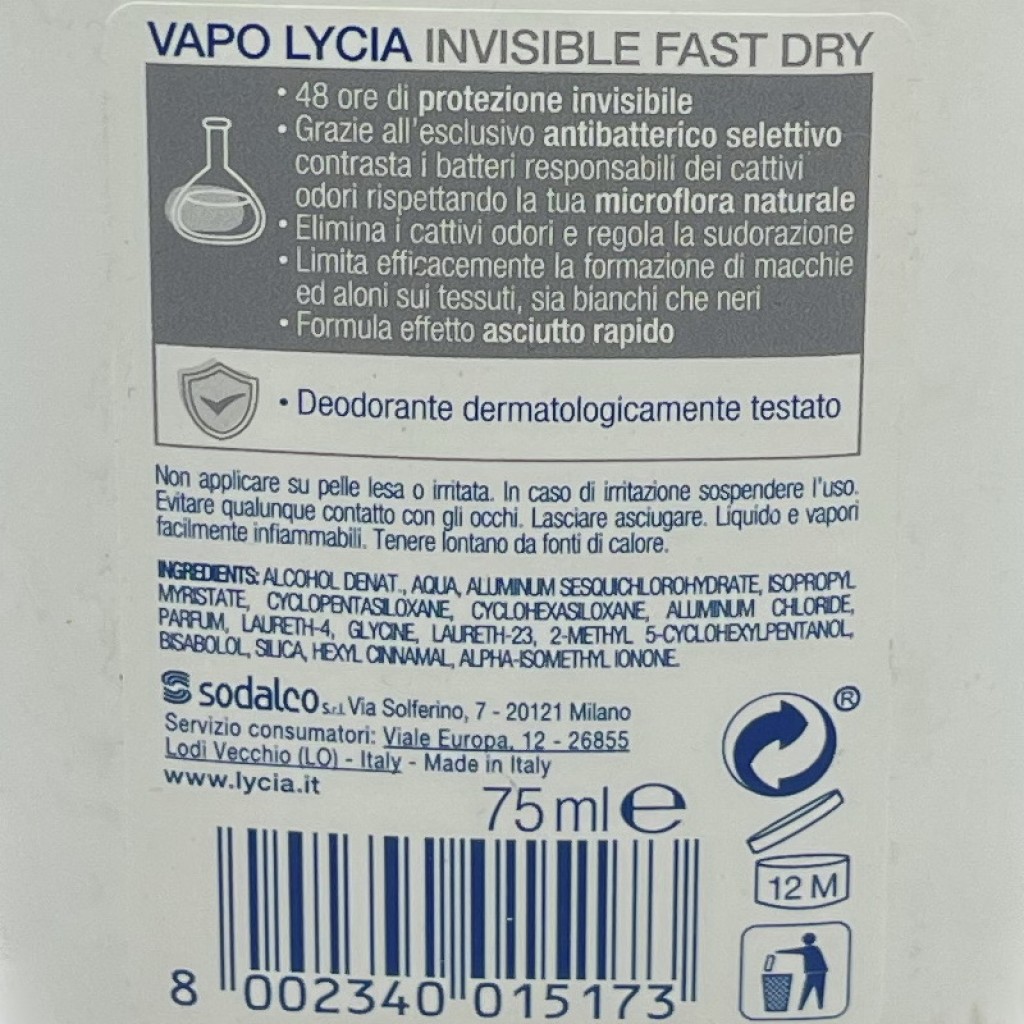 VAPO LYCIA INVISIBLE FAST DRY
• 48 ore di protezione invisibile
• Grazie all'esclusivo antibatterico selettivo
contrasta i batteri responsabili dei cattivi
odori rispettando la tua microflora naturale
• Elimina i cattivi odori e regola la sudorazione
• Limita efficacemente la formazione di macchie
ed aloni sui tessuti, sia bianchi che neri
• Formula effetto asciutto rapido
• Deodorante dermatologicamente testato
Non applicare su pelle lesa o irritata. In caso di irritazione sospendere l'uso.
Evitare qualunque contatto con gli occhi. Lasciare asciugare. Liquido e vapori
facilmente infiammabili. Tenere lontano da fonti di calore.
INGREDIENTS: ALCOHOL DENAT., AQUA, ALUMINUM SESQUICHLOROHYDRATE, ISOPROPYL
MYRISTATE, CYCLOPENTASILOXANE, CYCLOHEXASILOXANE, ALUMINUM CHLORIDE,
PARFUM, LAURETH-4, GLYCINE, LAURETH-23, 2-METHYL 5-CYCLOHEXYLPENTANOL,
BISABOLOL, SILICA, HEXYL CINNAMAL, ALPHA-ISOMETHYL IONONE.
sodalco S.r.l. Via Solferino, 7 - 20121 Milano
Servizio consumatori: Viale Europa, 12 - 26855
Lodi Vecchio (LO) - Italy - Made in Italy
www.lycia.it
®
75 ml e
12 M
8 002340 015173